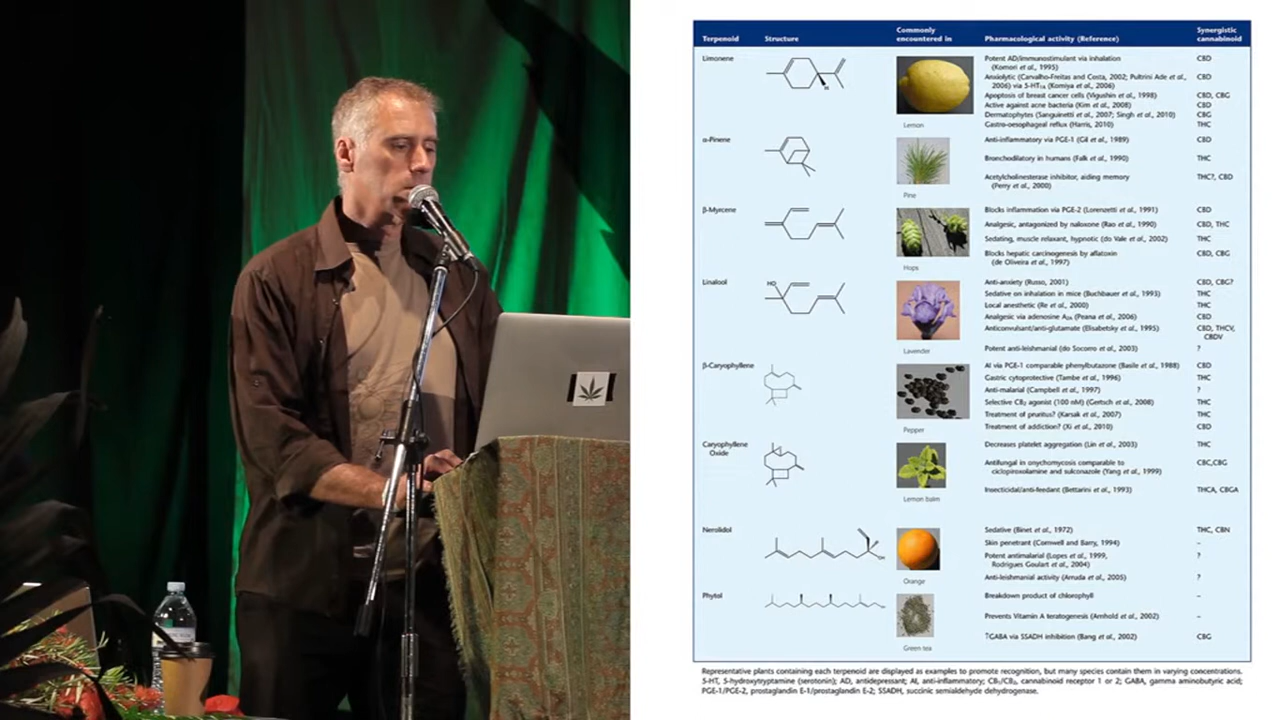 Terpenoid Structure Commonly encountered in Pharmacological activity (Reference) Synergistic cannabinoid
Limonene
Lemon
Potent AD/immunostimulant via inhalation CBD
(Komori et al., 1995)
Anxiolytic (Carvalho-Freitas and Costa, 2002; Pultrini Ade et al., CBD
2006) via 5-HT1A (Komiya et al., 2006)
Apoptosis of breast cancer cells (Vigushin et al., 1998) CBD, CBG
Active against acne bacteria (Kim et al., 2008) CBD
Dermatophytes (Sanguinetti et al., 2007; Singh et al., 2010) CBG
Gastro-oesophageal reflux (Harris, 2010) THC
α-Pinene
Pine
Anti-inflammatory via PGE-1 (Gil et al., 1989) CBD
Bronchodilatory in humans (Falk et al., 1990) THC
Acetylcholinesterase inhibitor, aiding memory THC?, CBD
(Perry et al., 2000)
β-Myrcene
Hops
Blocks inflammation via PGE-2 (Lorenzetti et al., 1991) CBD
Analgesic, antagonized by naloxone (Rao et al., 1990) CBD, THC
Sedating, muscle relaxant, hypnotic (do Vale et al., 2002) THC
Blocks hepatic carcinogenesis by aflatoxin CBD, CBG
(de Oliveira et al., 1997)
Linalool
HO
Lavender
Anti-anxiety (Russo, 2001) CBD, CBG?
Sedative on inhalation in mice (Buchbauer et al., 1993) THC
Local anesthetic (Re et al., 2000) THC
Analgesic via adenosine A2A (Peana et al., 2006) CBD
Anticonvulsant/anti-glutamate (Elisabetsky et al., 1995) CBD, THCV,
CBDV
Potent anti-leishmanial (do Socorro et al., 2003) ?
β-Caryophyllene
Pepper
AI via PGE-1 comparable phenylbutazone (Basile et al., 1988) CBD
Gastric cytoprotective (Tambe et al., 1996) THC
Anti-malarial (Campbell et al., 1997) ?
Selective CB2 agonist (100 nM) (Gertsch et al., 2008) THC
Treatment of pruritus? (Karsak et al., 2007) THC
Treatment of addiction? (Xi et al., 2010) CBD
Caryophyllene
Oxide
Lemon balm
Decreases platelet aggregation (Lin et al., 2003) THC
Antifungal in onychomycosis comparable to CBC,CBG
ciclopiroxolamine and sulconazole (Yang et al., 1999)
Insecticidal/anti-feedant (Bettarini et al., 1993) THCA, CBGA
Nerolidol
OH
Orange
Sedative (Binet et al., 1972) THC, CBN
Skin penetrant (Cornwell and Barry, 1994) –
Potent antimalarial (Lopes et al., 1999, ?
Rodrigues Goulart et al., 2004)
Anti-leishmanial activity (Arruda et al., 2005) ?
Phytol
Green tea
Breakdown product of chlorophyll –
Prevents Vitamin A teratogenesis (Arnhold et al., 2002) –
↑GABA via SSADH inhibition (Bang et al., 2002) CBG
Representative plants containing each terpenoid are displayed as examples to promote recognition, but many species contain them in varying concentrations.
5-HT, 5-hydroxytryptamine (serotonin); AD, antidepressant; AI, anti-inflammatory; CB1/CB2, cannabinoid receptor 1 or 2; GABA, gamma aminobutyric acid;
PGE-1/PGE-2, prostaglandin E-1/prostaglandin E-2; SSADH, succinic semialdehyde dehydrogenase.